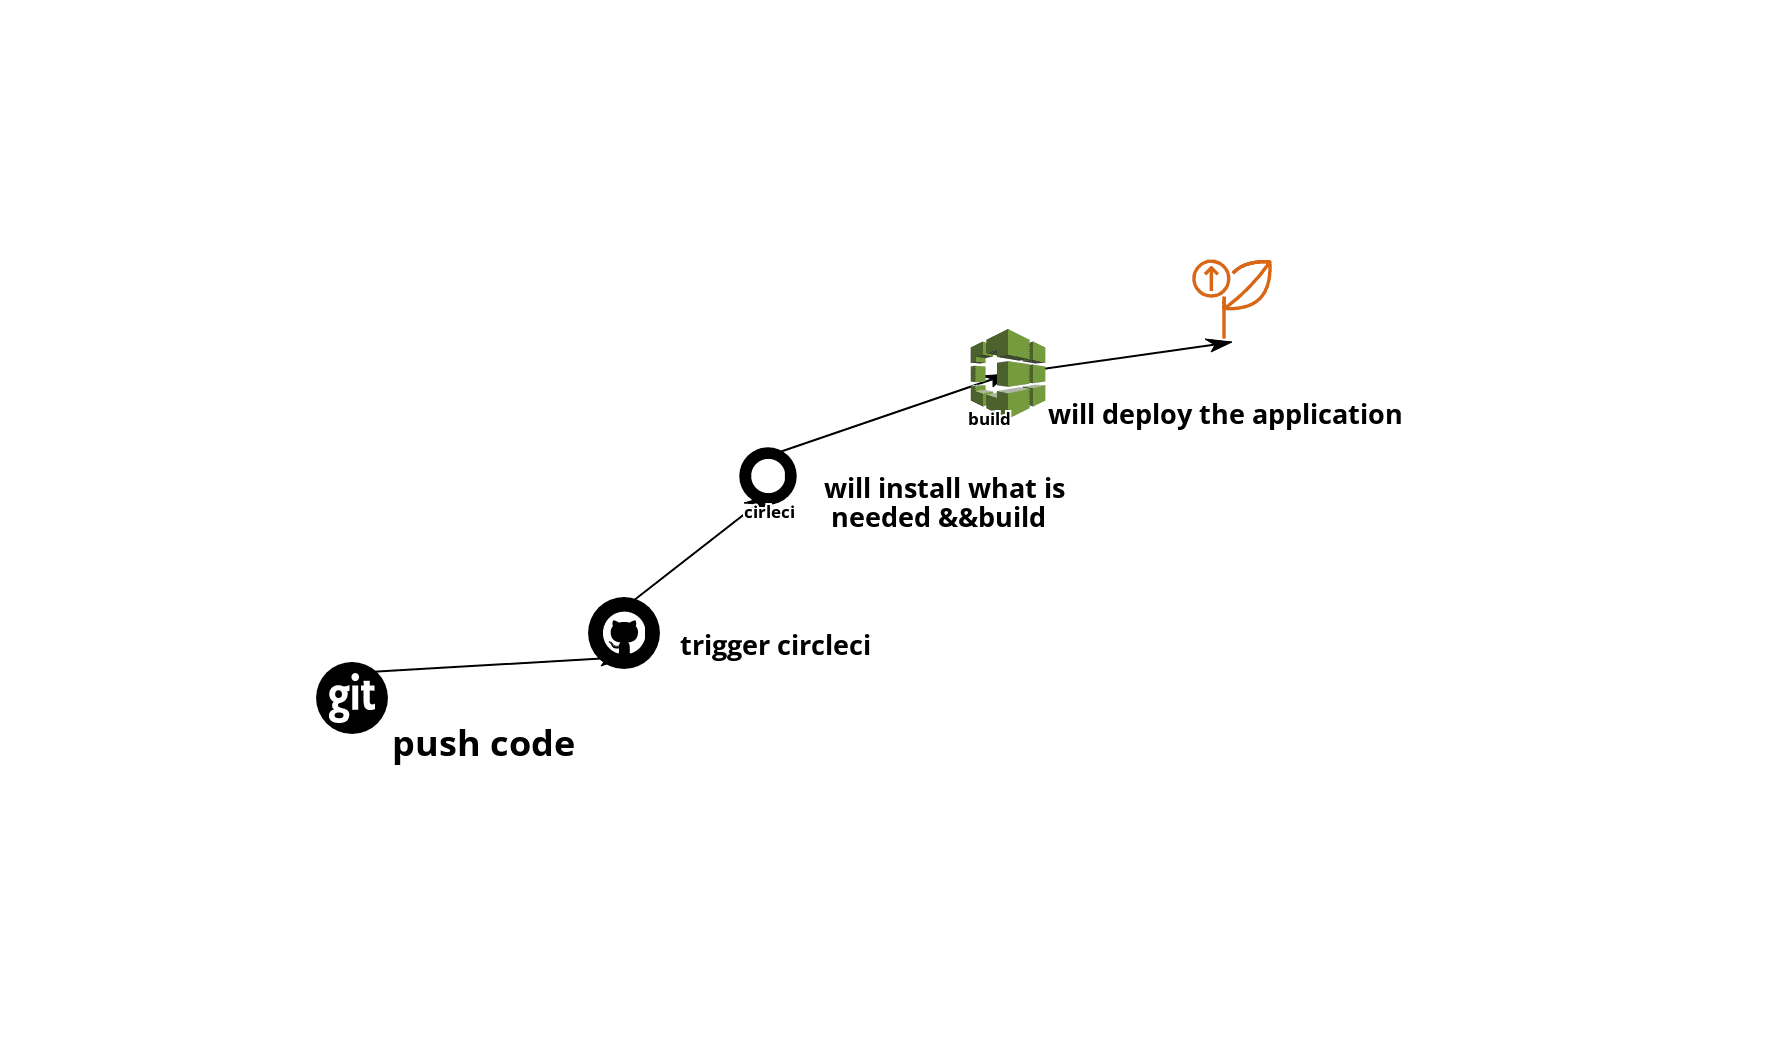 build
will deploy the application
cirleci
will install what is
needed &&build
trigger circleci
git
push code